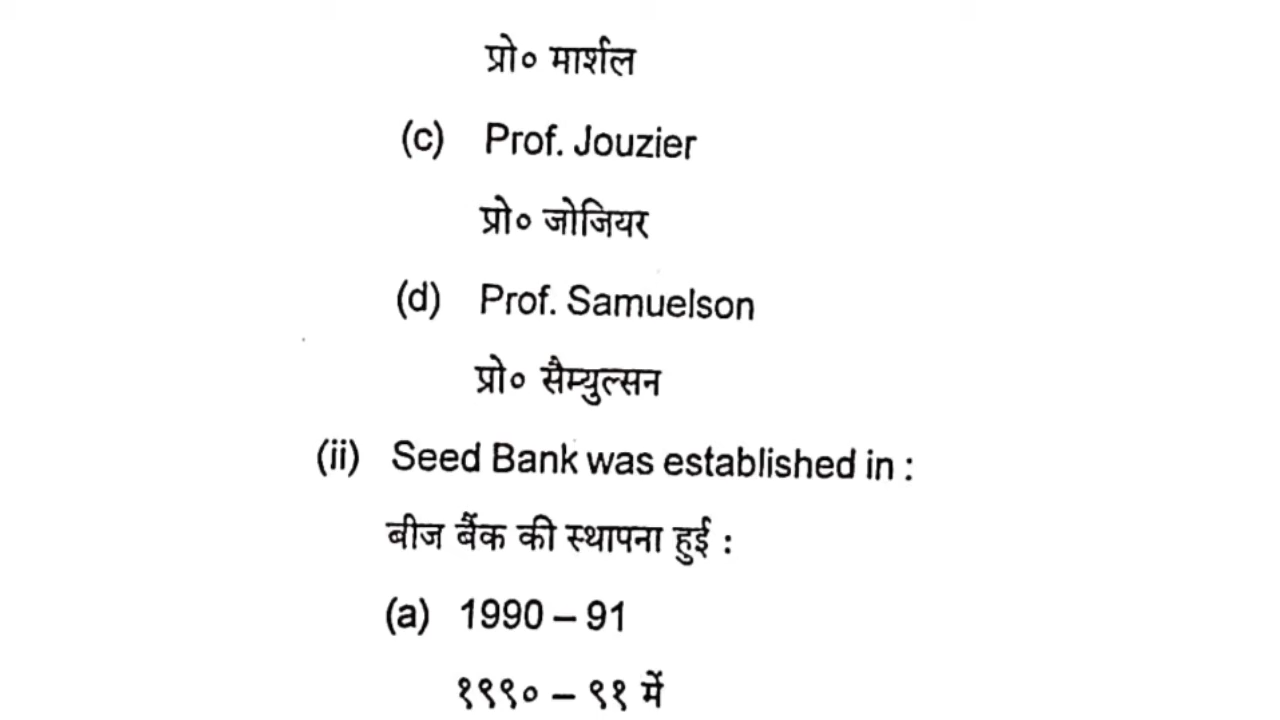 प्रो० मार्शल
(c) Prof. Jouzier
प्रो० जोजियर
(d) Prof. Samuelson
प्रो० सैम्युल्सन
(ii) Seed Bank was established in :
बीज बैंक की स्थापना हुई :
(a) 1990 – 91
१९९० – ९१ में